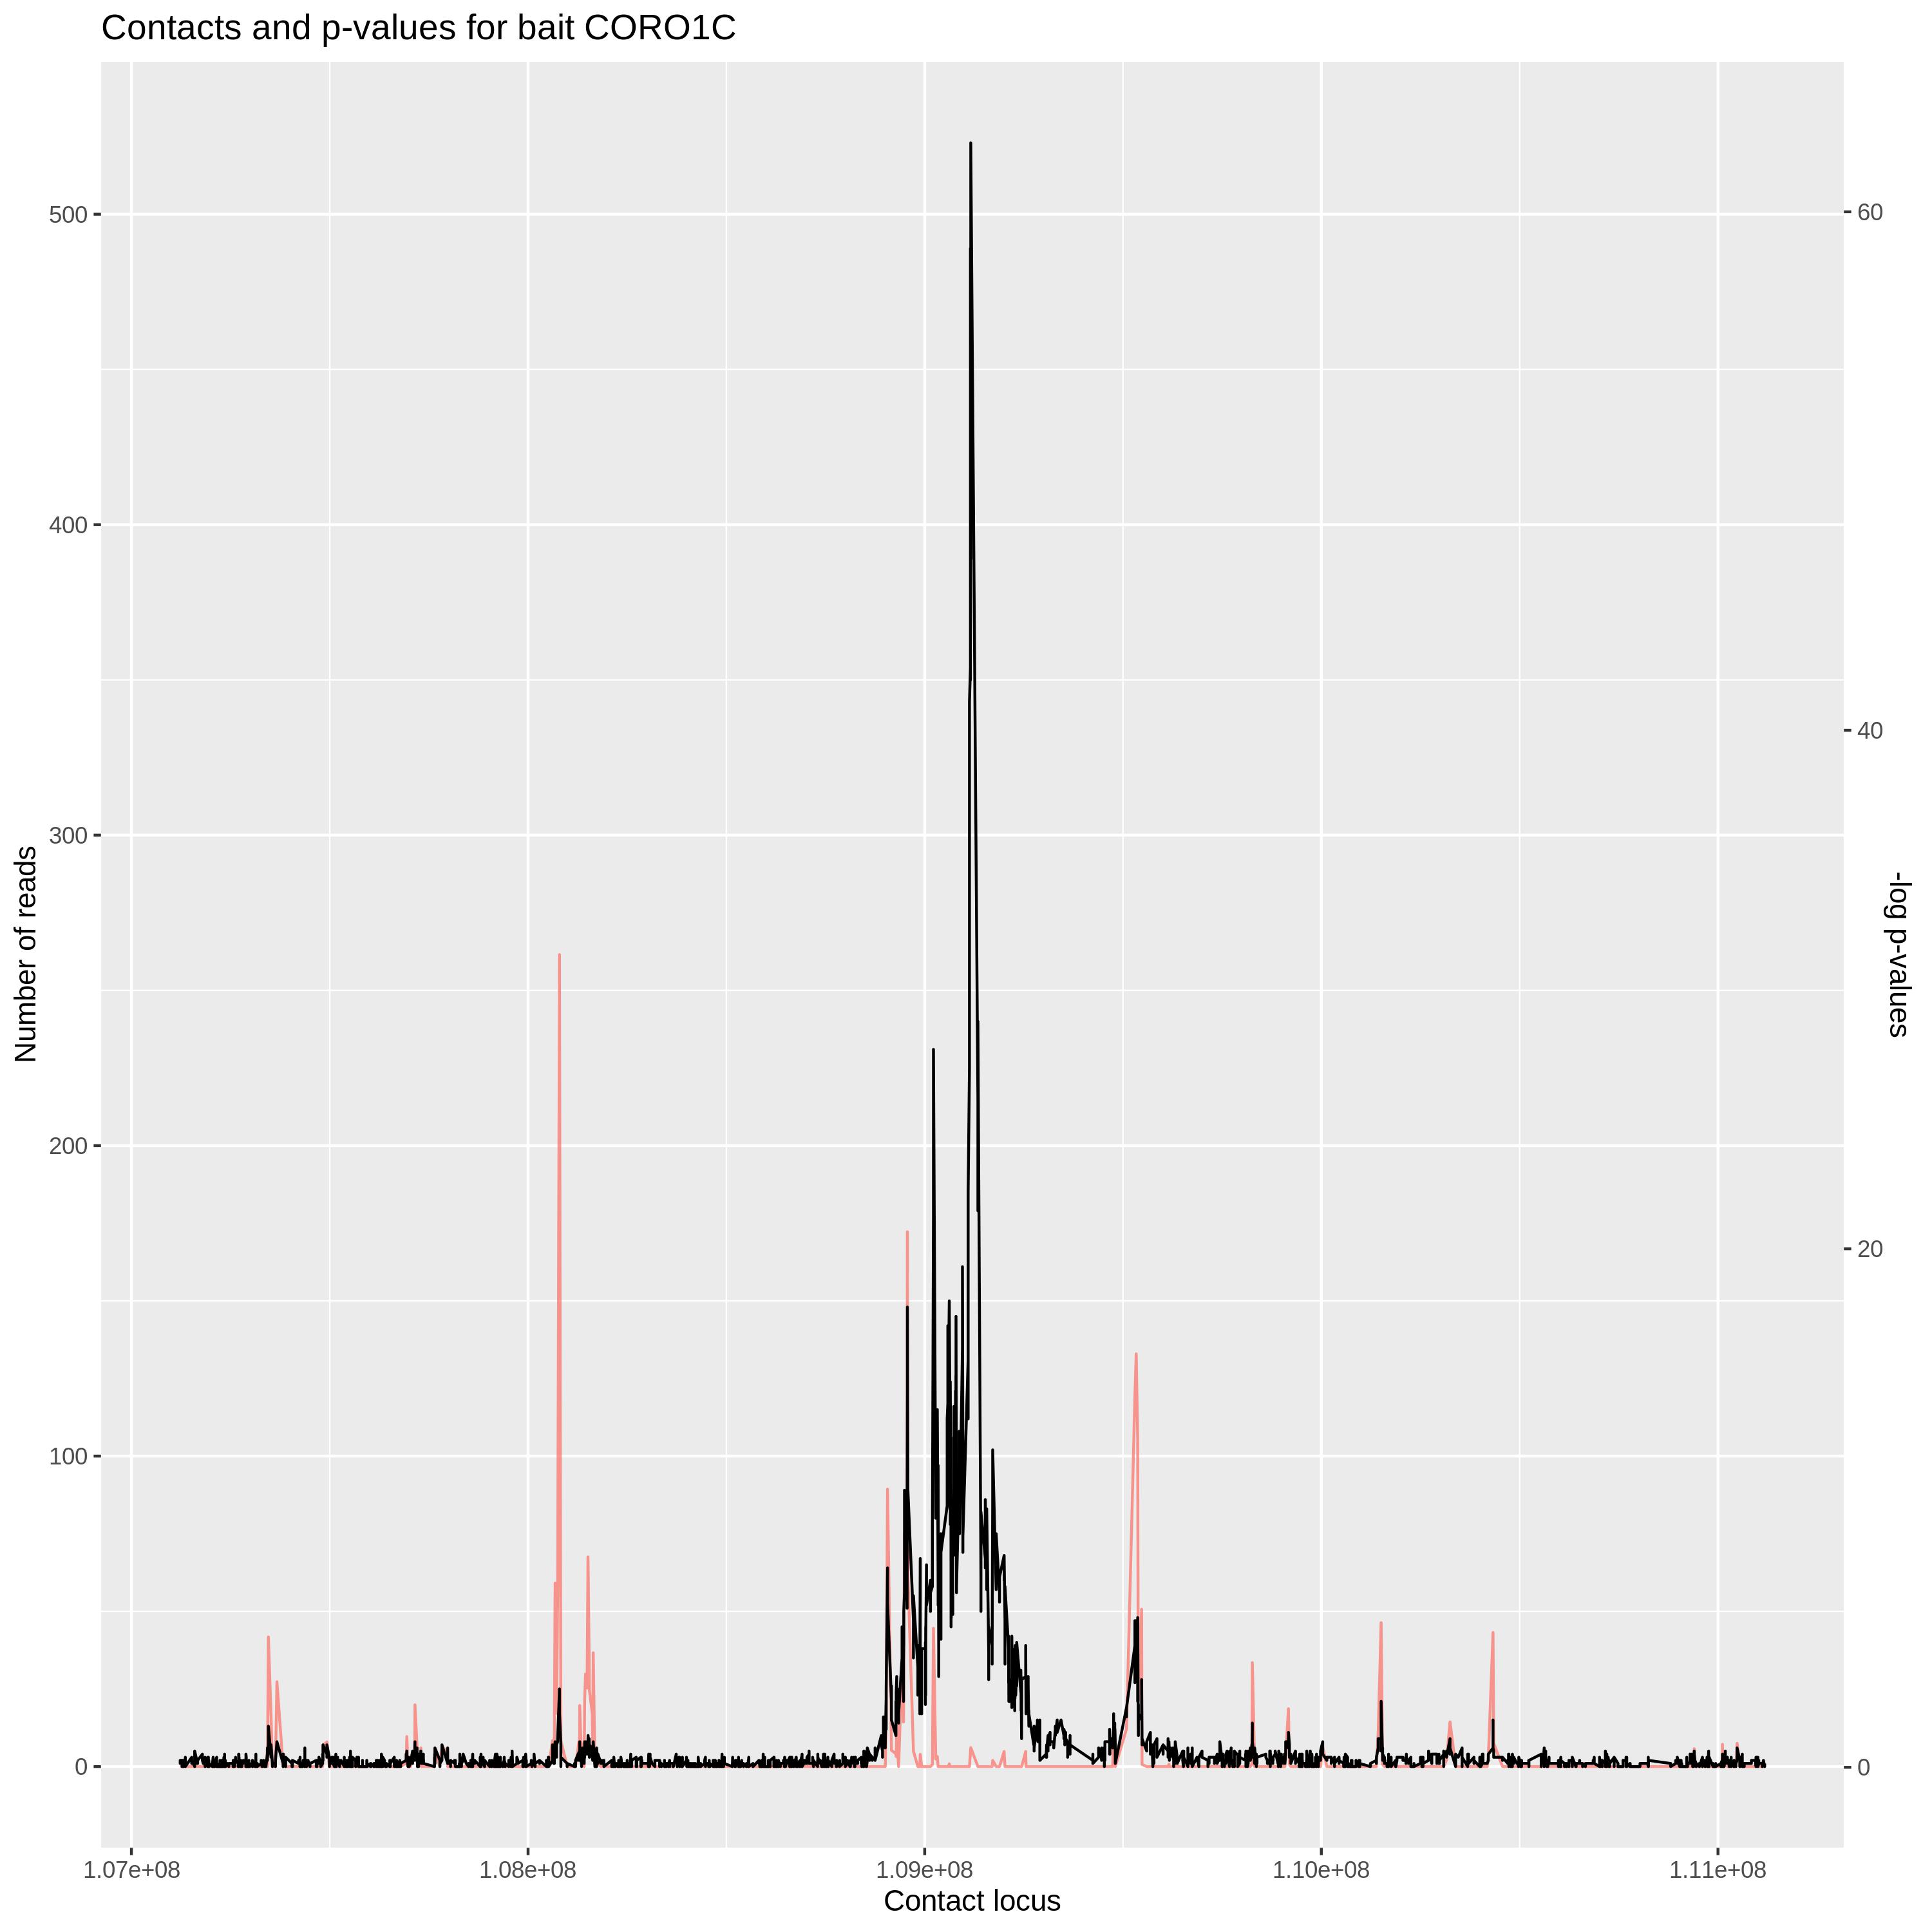 Contacts and p-values for bait CORO1C
500
400
300
200
100
0
Number of reads
60
40
20
0
-log p-values
1.07e+08 1.08e+08 1.09e+08 1.10e+08 1.11e+08
Contact locus